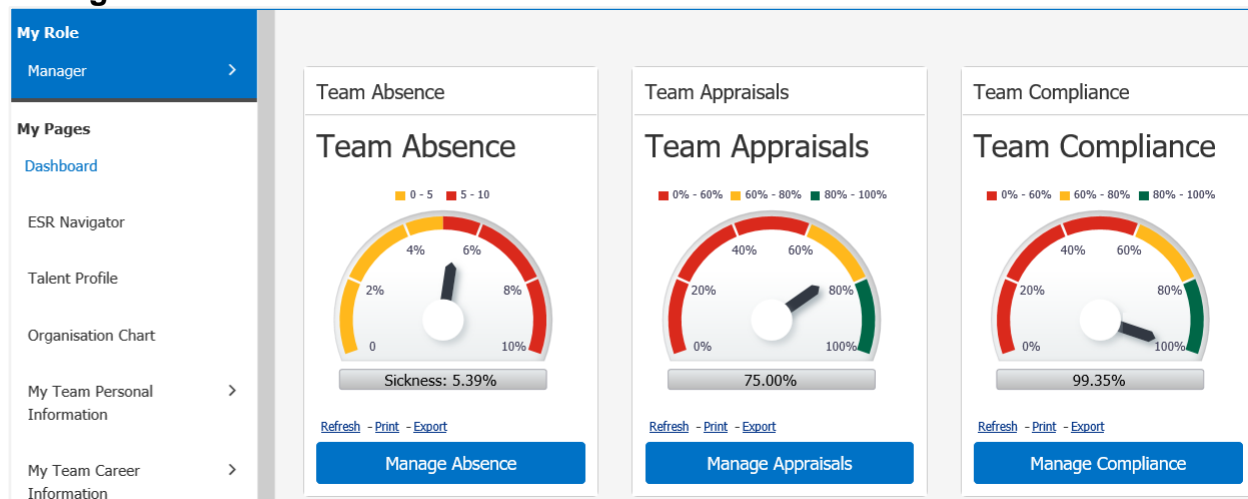 My Role
Manager
My Pages
Dashboard
ESR Navigator
Talent Profile
Organisation Chart
My Team Personal
Information
My Team Career
Information
Team Absence
Team Absence
0 - 5 5 - 10
4% 6%
2% 8%
0 10%
Sickness: 5.39%
Refresh - Print - Export
Manage Absence
Team Appraisals
Team Appraisals
0% - 60% 60% - 80% 80% - 100%
40% 60%
20% 80%
0% 100%
75.00%
Refresh - Print - Export
Manage Appraisals
Team Compliance
Team Compliance
0% - 60% 60% - 80% 80% - 100%
40% 60%
20% 80%
0% 100%
99.35%
Refresh - Print - Export
Manage Compliance